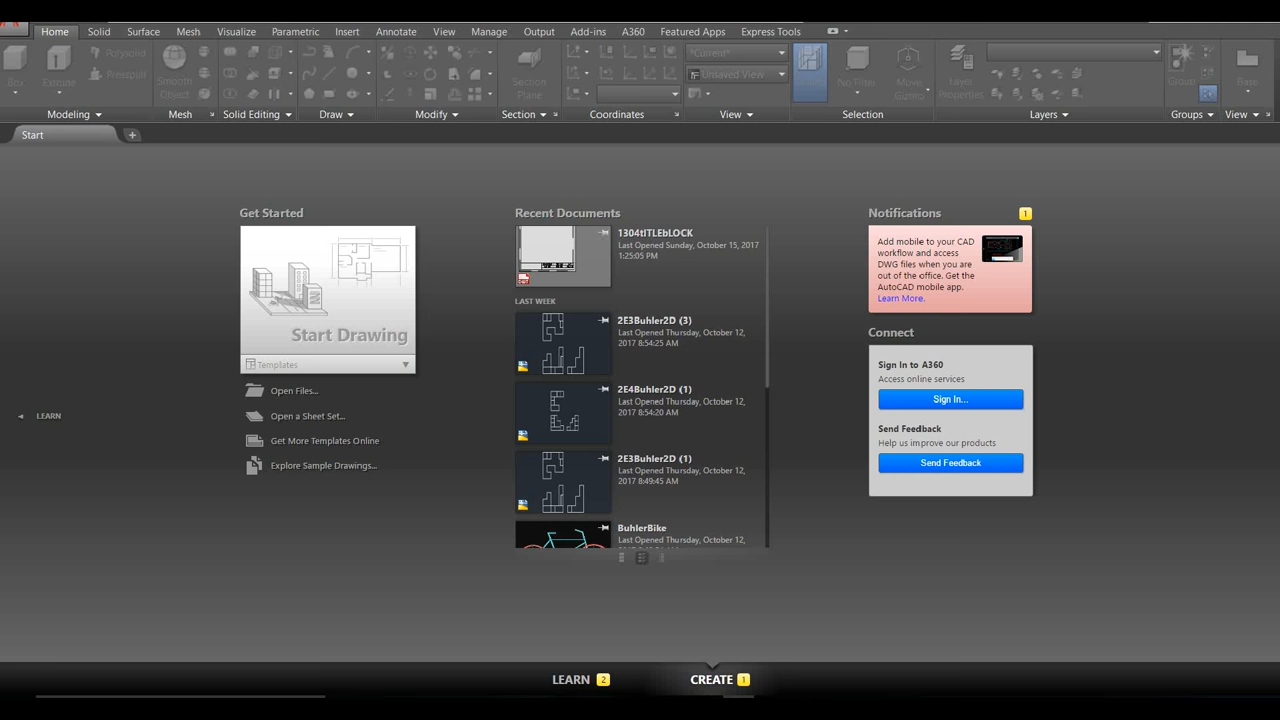 Home Solid Surface Mesh Visualize Parametric Insert Annotate View Manage Output Add-ins A360 Featured Apps Express Tools
Polysolid
*Current*
Box Extrude Presspull Smooth Object Section Plane Unsaved View No Filter Move Gizmo Layer Properties Group Base
Modeling Mesh Solid Editing Draw Modify Section Coordinates View Selection Layers Groups View
Start
Get Started
Start Drawing
Templates
Open Files...
Open a Sheet Set...
Get More Templates Online
Explore Sample Drawings...
LEARN
Recent Documents
1304tITLEbLOCK
Last Opened Sunday, October 15, 2017
1:25:05 PM
LAST WEEK
2E3Buhler2D (3)
Last Opened Thursday, October 12,
2017 8:54:25 AM
2E4Buhler2D (1)
Last Opened Thursday, October 12,
2017 8:54:20 AM
2E3Buhler2D (1)
Last Opened Thursday, October 12,
2017 8:49:45 AM
BuhlerBike
Last Opened Thursday, October 12,
Notifications 1
Add mobile to your CAD
workflow and access
DWG files when you are
out of the office. Get the
AutoCAD mobile app.
Learn More.
Connect
Sign In to A360
Access online services
Sign In...
Send Feedback
Help us improve our products
Send Feedback
LEARN 2 CREATE 1